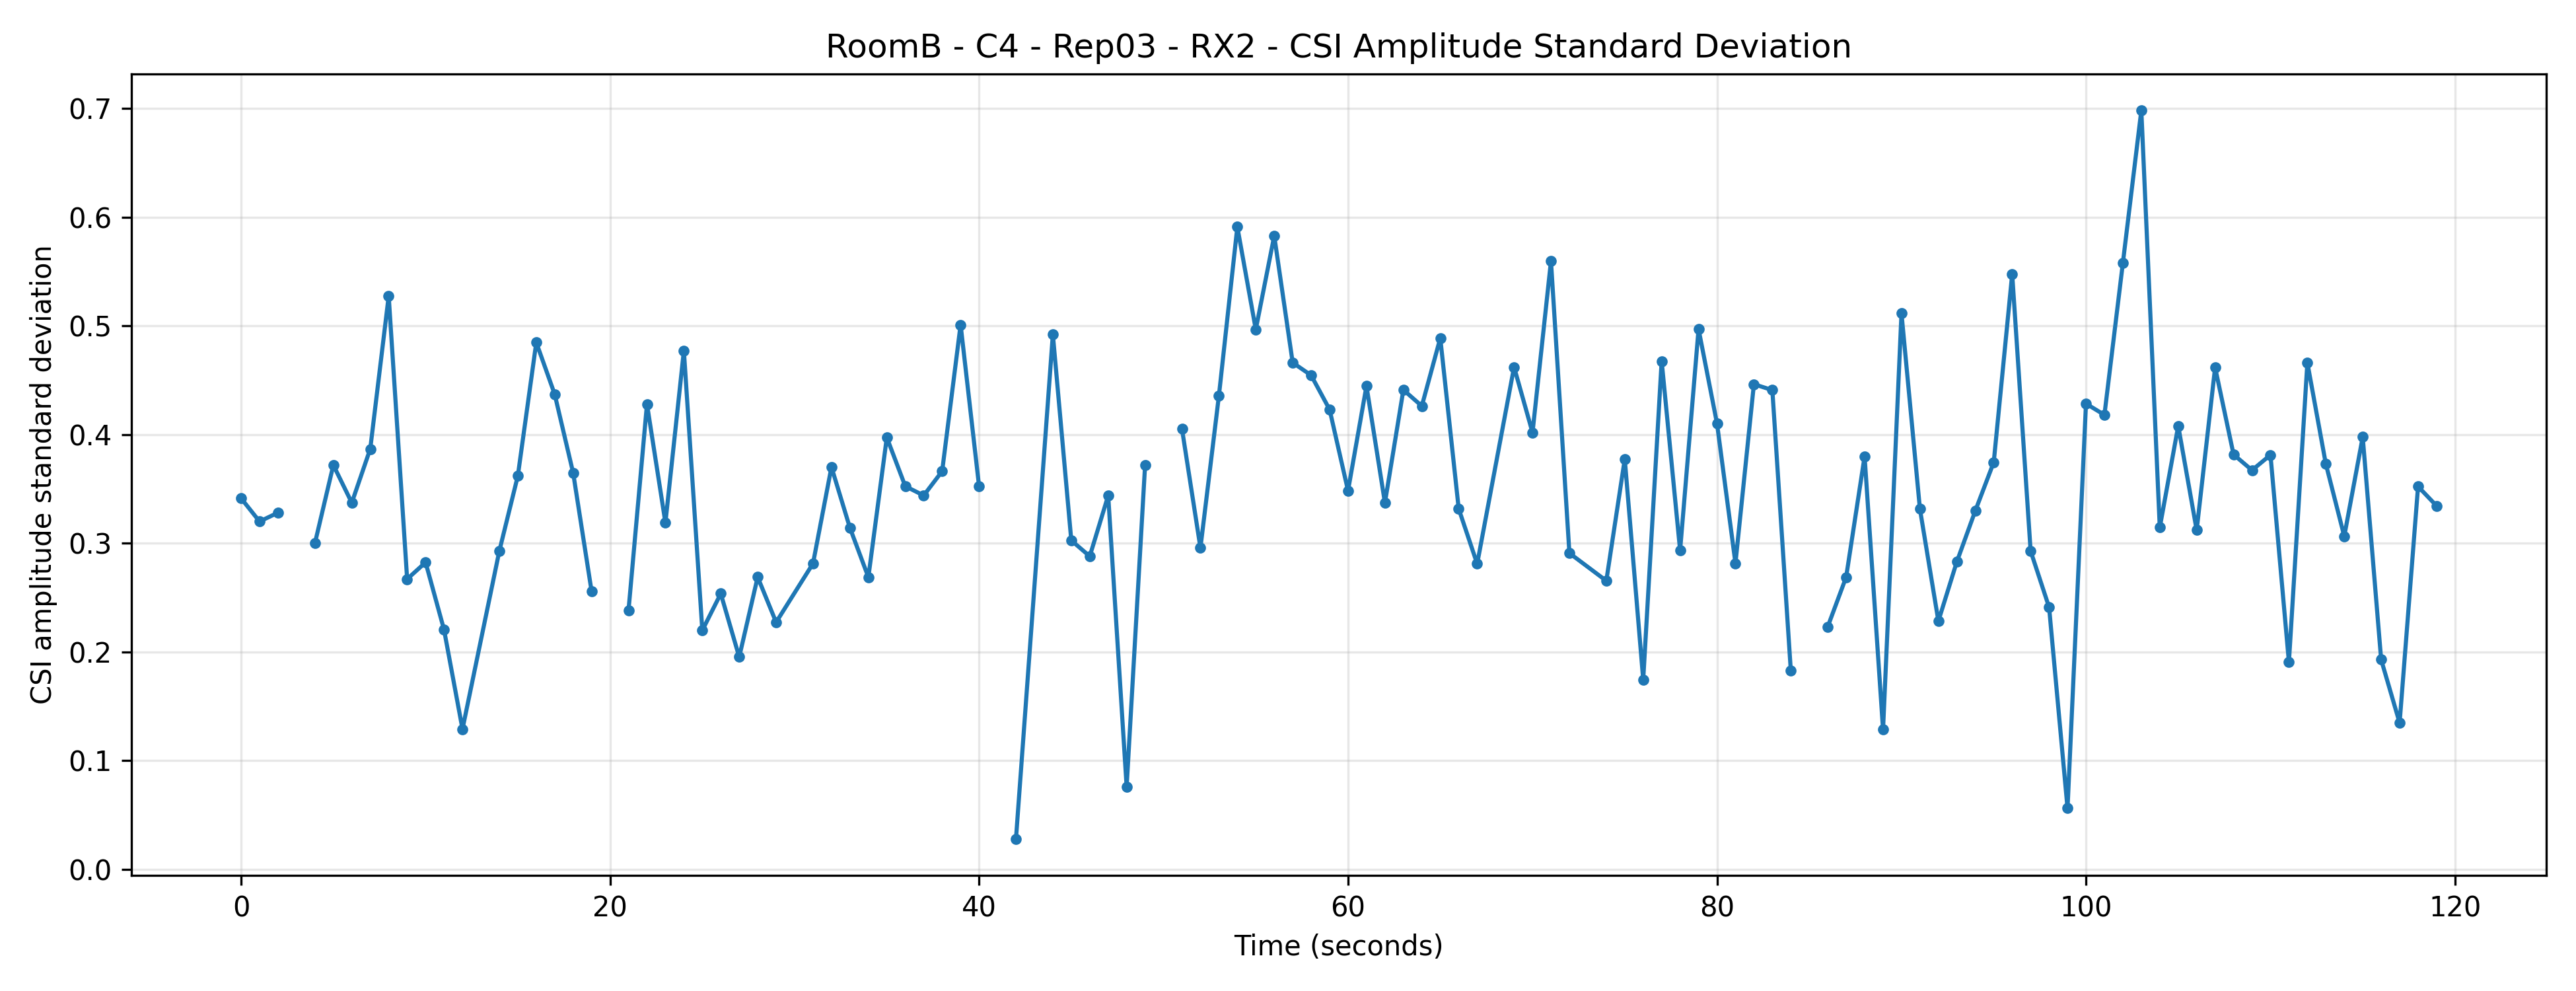 RoomB - C4 - Rep03 - RX2 - CSI Amplitude Standard Deviation
CSI amplitude standard deviation
0.7
0.6
0.5
0.4
0.3
0.2
0.1
0.0
0 20 40 60 80 100 120
Time (seconds)